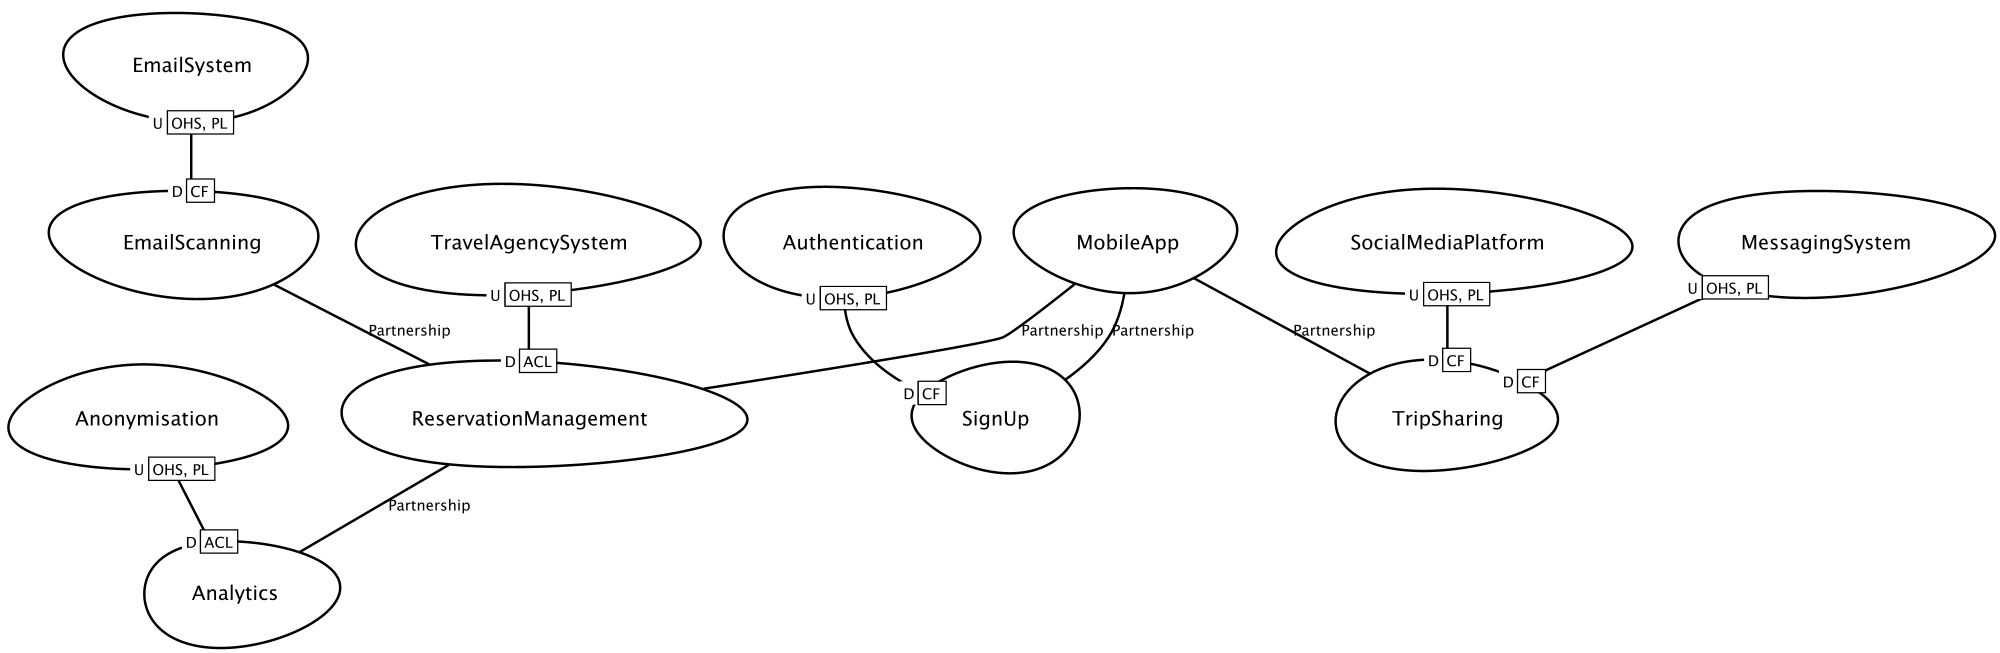 EmailSystem
U OHS, PL
D CF
EmailScanning
TravelAgencySystem
Authentication
MobileApp
SocialMediaPlatform
MessagingSystem
U OHS, PL
U OHS, PL
U OHS, PL
U OHS, PL
Partnership
Partnership
Partnership
Partnership
D ACL
D CF
D CF
D CF
Anonymisation
ReservationManagement
SignUp
TripSharing
U OHS, PL
Partnership
D ACL
Analytics